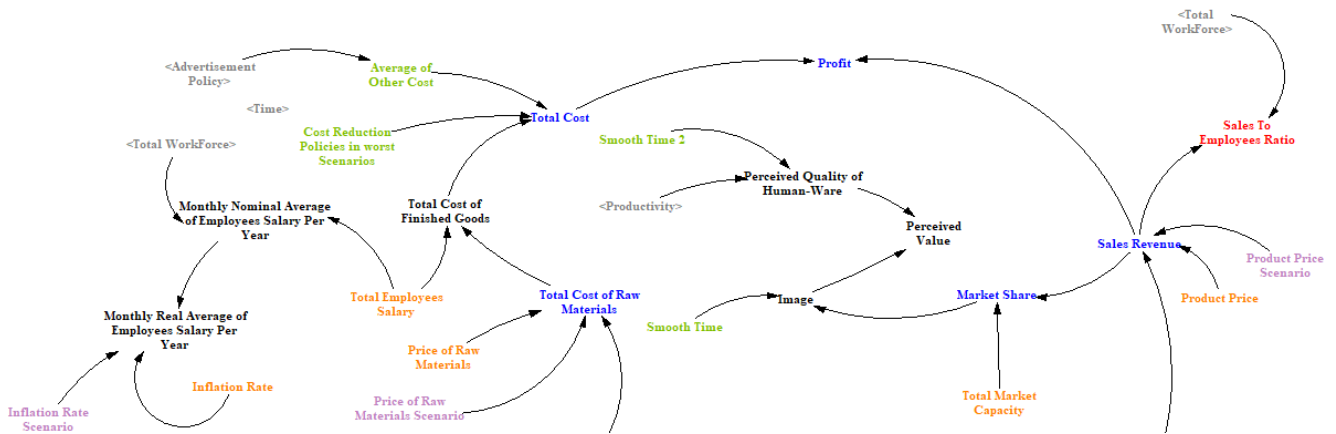 <Total
WorkForce>
<Advertisement
Policy>
Average of
Other Cost
Profit
<Time>
Total Cost
Cost Reduction
Policies in worst
Scenarios
<Total WorkForce>
Smooth Time 2
Sales To
Employees Ratio
Perceived Quality of
Human-Ware
<Productivity>
Monthly Nominal Average
of Employees Salary Per
Year
Total Cost of
Finished Goods
Perceived
Value
Sales Revenue
Product Price
Scenario
Total Employees
Salary
Total Cost of Raw
Materials
Image
Market Share
Product Price
Monthly Real Average of
Employees Salary Per
Year
Smooth Time
Price of Raw
Materials
Inflation Rate
Total Market
Capacity
Price of Raw
Materials Scenario
Inflation Rate
Scenario